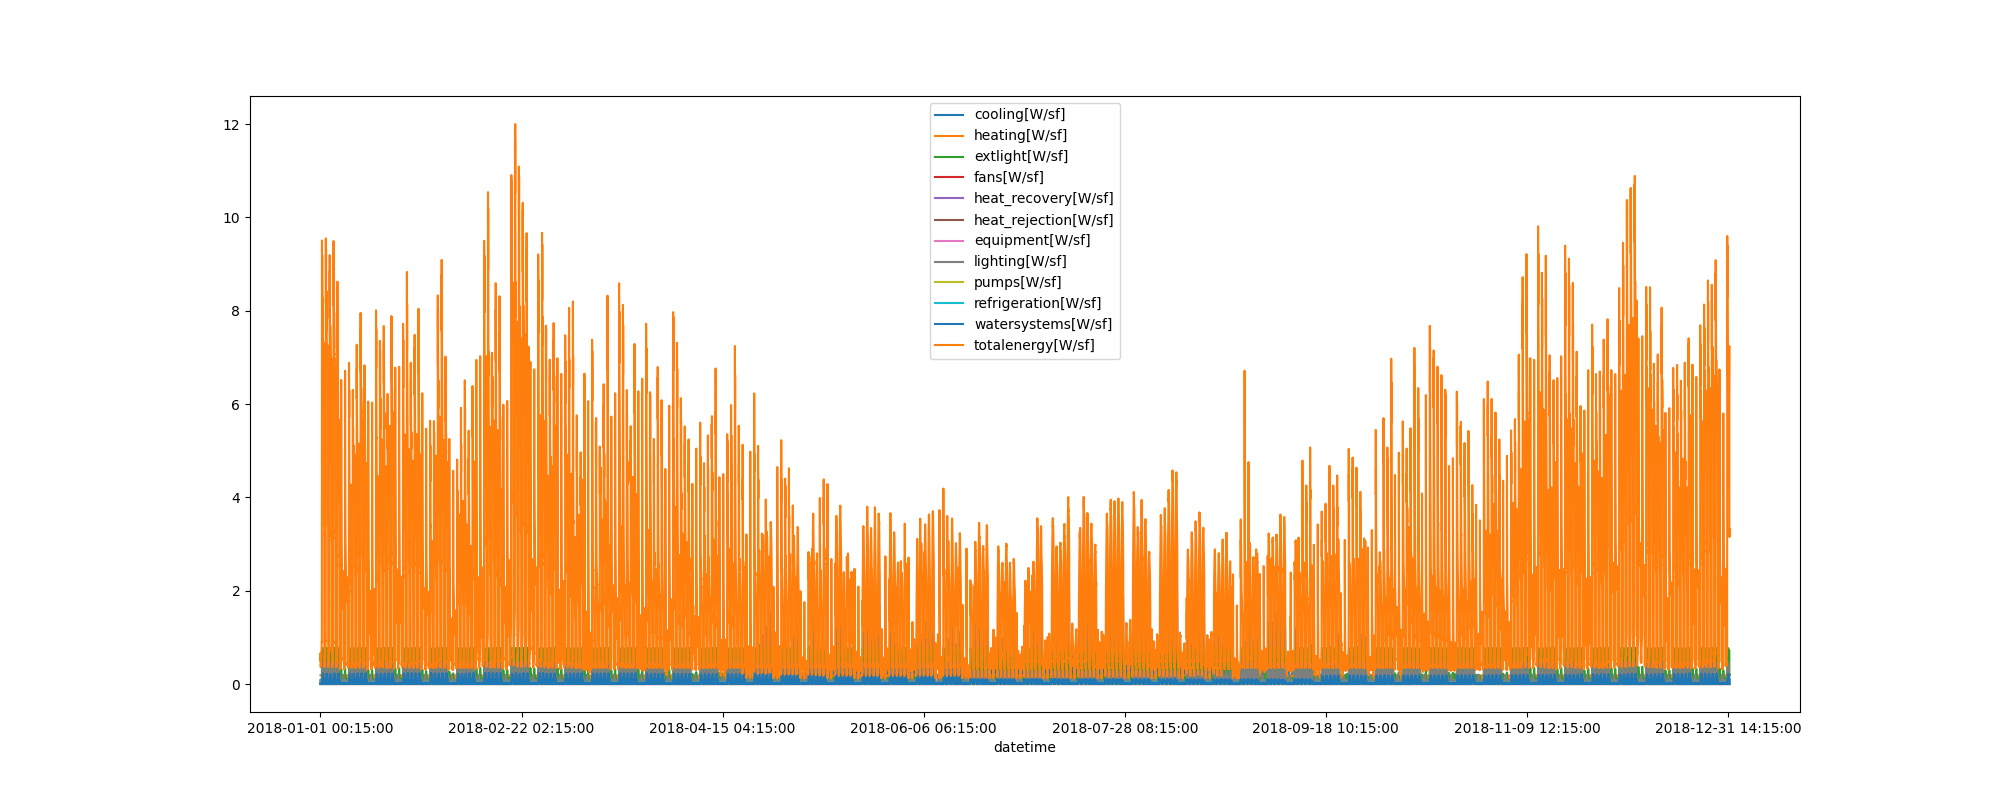 12
10
8
6
4
2
0
cooling[W/sf]
heating[W/sf]
extlight[W/sf]
fans[W/sf]
heat_recovery[W/sf]
heat_rejection[W/sf]
equipment[W/sf]
lighting[W/sf]
pumps[W/sf]
refrigeration[W/sf]
watersystems[W/sf]
totalenergy[W/sf]
2018-01-01 00:15:00 2018-02-22 02:15:00 2018-04-15 04:15:00 2018-06-06 06:15:00 2018-07-28 08:15:00 2018-09-18 10:15:00 2018-11-09 12:15:00 2018-12-31 14:15:00
datetime